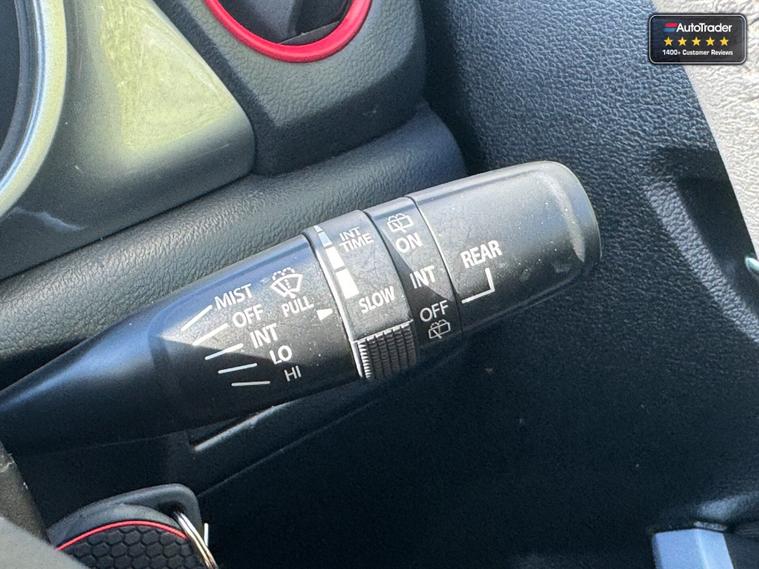 AutoTrader
1400+ Customer Reviews
MIST
OFF
INT
LO
HI
PULL
INT
TIME
SLOW
ON
INT
OFF
REAR